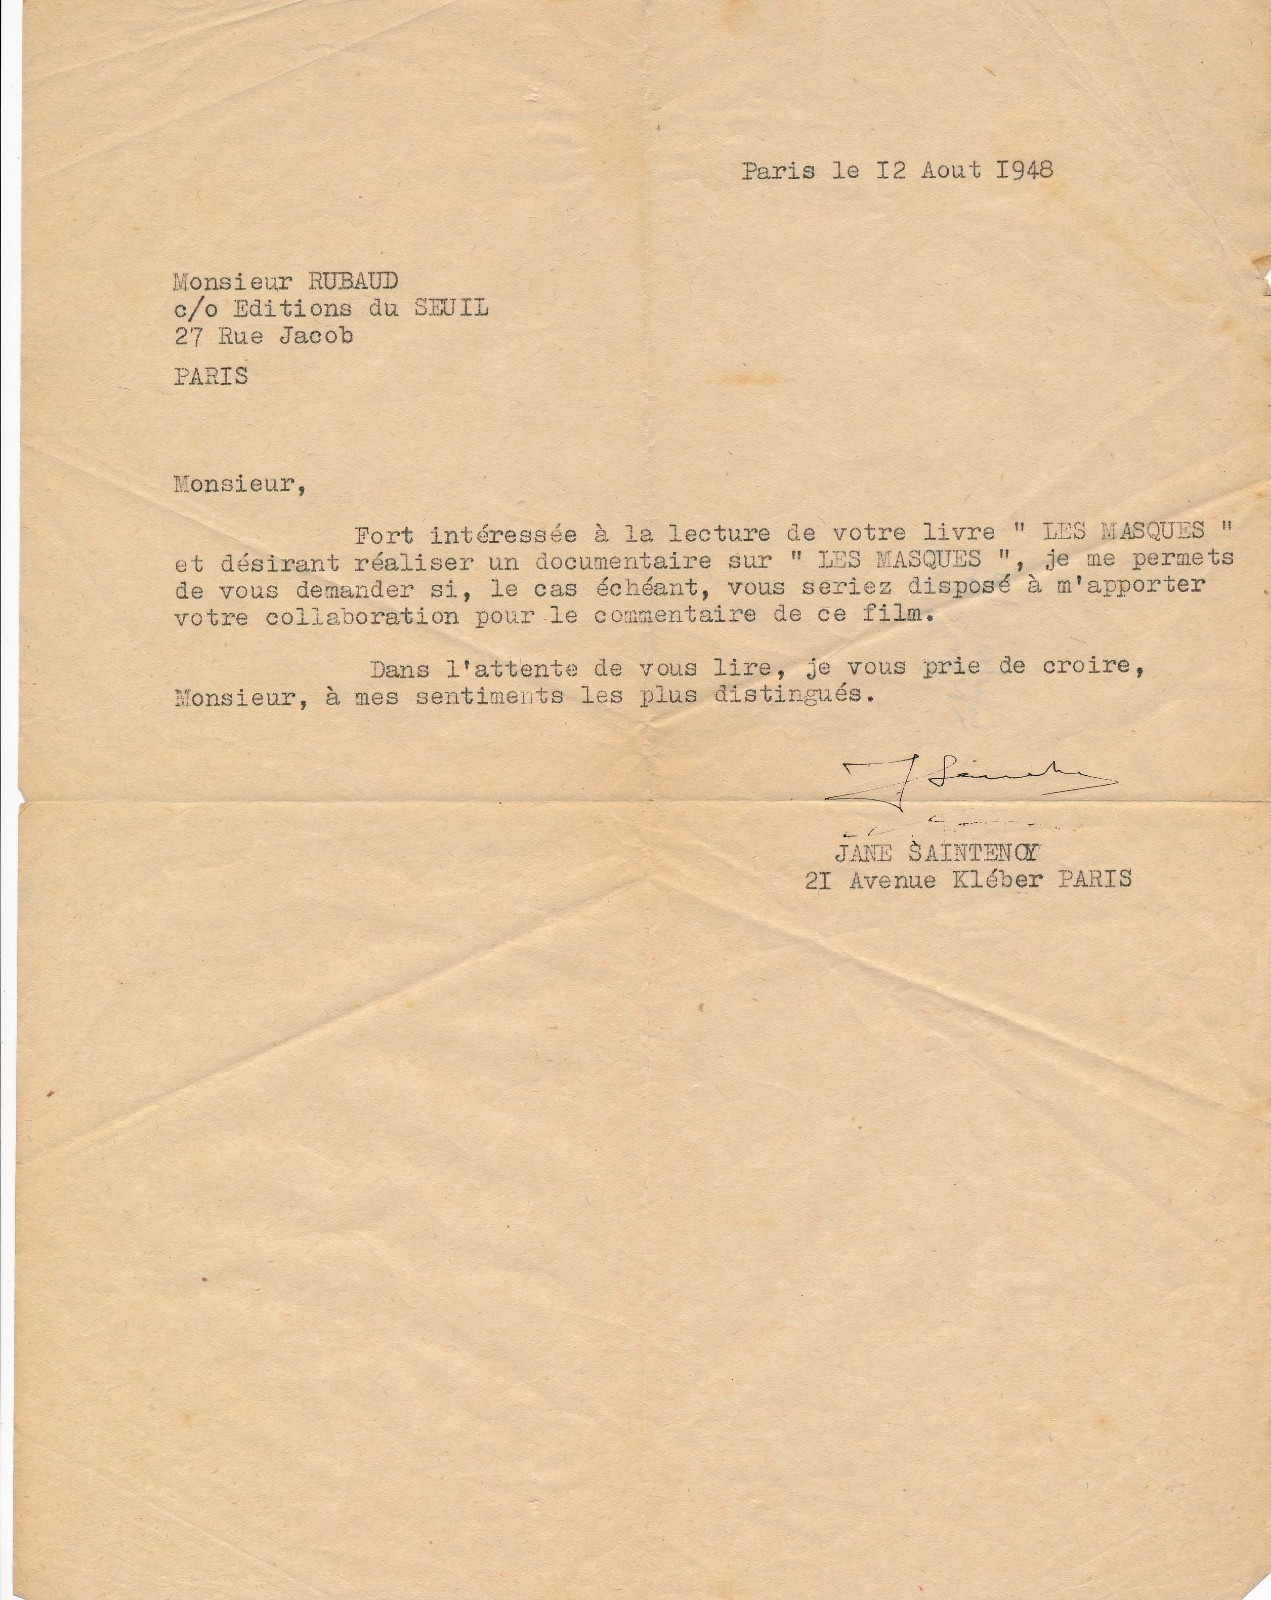 Paris le I2 Aout I948
Monsieur RUBAUD
c/o Editions du SEUIL
27 Rue Jacob
PARIS
Monsieur,
Fort intéressée à la lecture de votre livre " LES MASQUES "
et désirant réaliser un documentaire sur " LES MASQUES ", je me permets
de vous demander si, le cas échéant, vous seriez disposé à m'apporter
votre collaboration pour le commentaire de ce film.
Dans l'attente de vous lire, je vous prie de croire,
Monsieur, à mes sentiments les plus distingués.
JANE SAINTENOY
2I Avenue Kléber PARIS